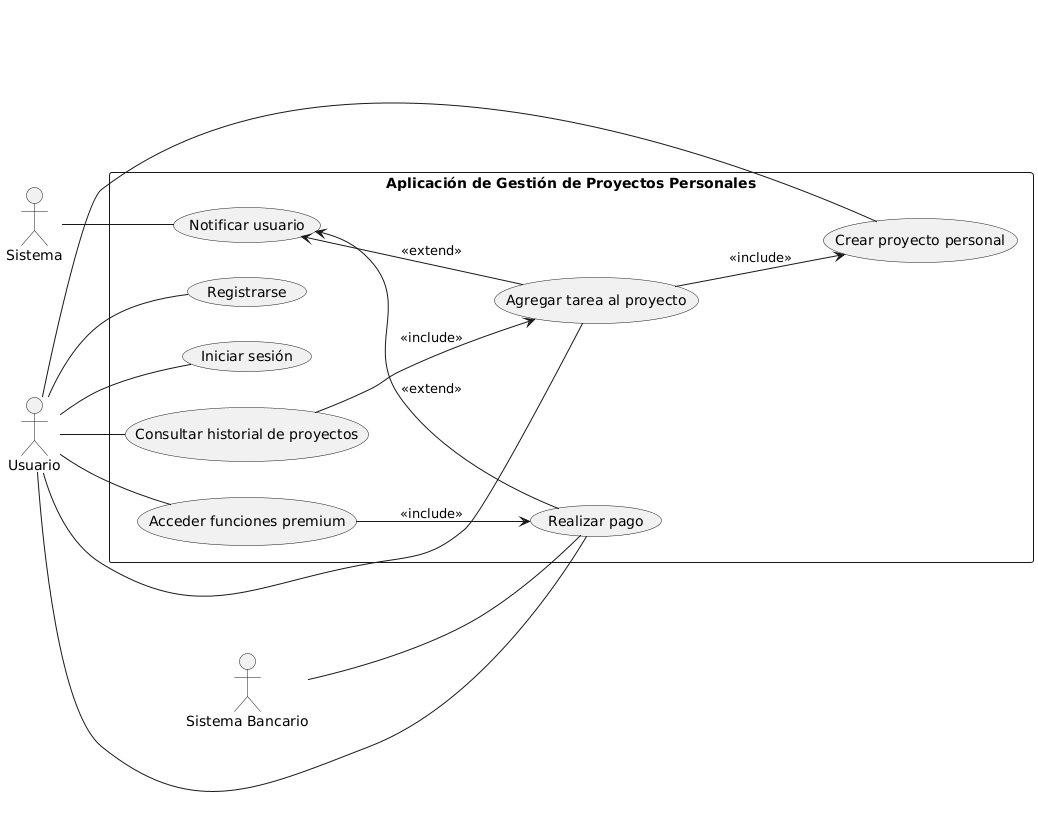 Aplicación de Gestión de Proyectos Personales
Sistema
Notificar usuario
Crear proyecto personal
«extend»
«include»
Registrarse
Agregar tarea al proyecto
«include»
Iniciar sesión
«extend»
Usuario
Consultar historial de proyectos
Acceder funciones premium
«include»
Realizar pago
Sistema Bancario